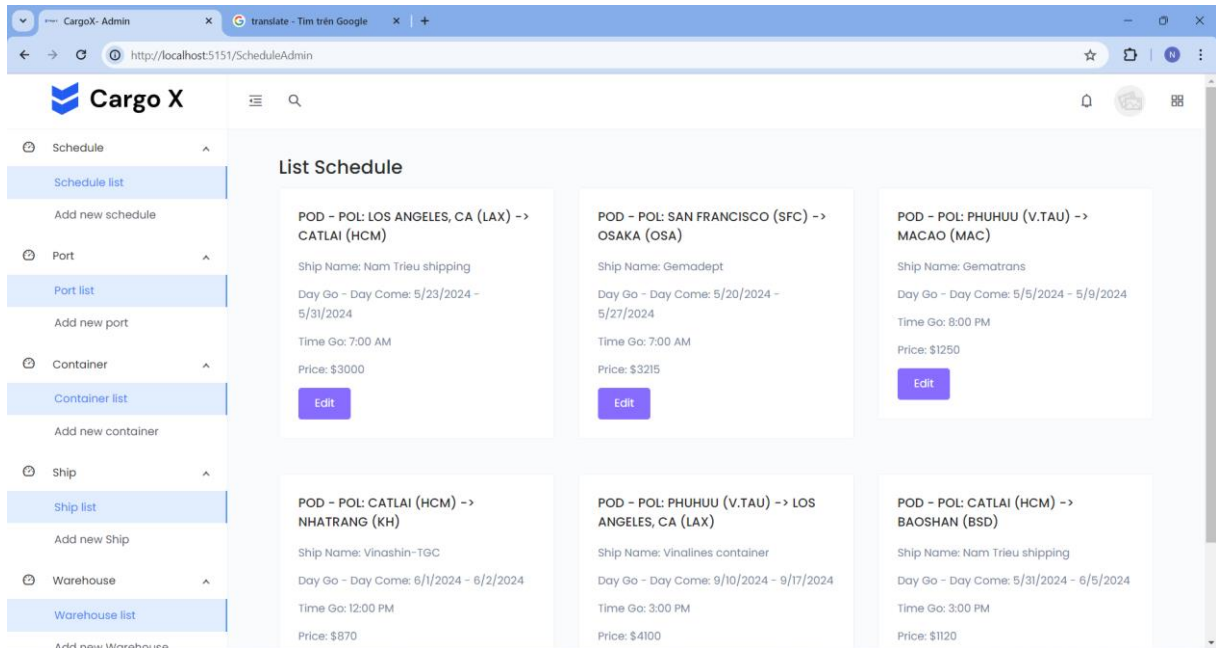 CargoX- Admin
translate - Tìm trên Google
http://localhost:5151/ScheduleAdmin
N
Cargo X
Schedule
Schedule list
Add new schedule
Port
Port list
Add new port
Container
Container list
Add new container
Ship
Ship list
Add new Ship
Warehouse
Warehouse list
Add new Warehouse
List Schedule
POD - POL: LOS ANGELES, CA (LAX) ->
CATLAI (HCM)
Ship Name: Nam Trieu shipping
Day Go - Day Come: 5/23/2024 -
5/31/2024
Time Go: 7:00 AM
Price: $3000
Edit
POD - POL: SAN FRANCISCO (SFC) ->
OSAKA (OSA)
Ship Name: Gemadept
Day Go - Day Come: 5/20/2024 -
5/27/2024
Time Go: 7:00 AM
Price: $3215
Edit
POD - POL: PHUHUU (V.TAU) ->
MACAO (MAC)
Ship Name: Gematrans
Day Go - Day Come: 5/5/2024 - 5/9/2024
Time Go: 8:00 PM
Price: $1250
Edit
POD - POL: CATLAI (HCM) ->
NHATRANG (KH)
Ship Name: Vinashin-TGC
Day Go - Day Come: 6/1/2024 - 6/2/2024
Time Go: 12:00 PM
Price: $870
POD - POL: PHUHUU (V.TAU) -> LOS
ANGELES, CA (LAX)
Ship Name: Vinalines container
Day Go - Day Come: 9/10/2024 - 9/17/2024
Time Go: 3:00 PM
Price: $4100
POD - POL: CATLAI (HCM) ->
BAOSHAN (BSD)
Ship Name: Nam Trieu shipping
Day Go - Day Come: 5/31/2024 - 6/5/2024
Time Go: 3:00 PM
Price: $1120